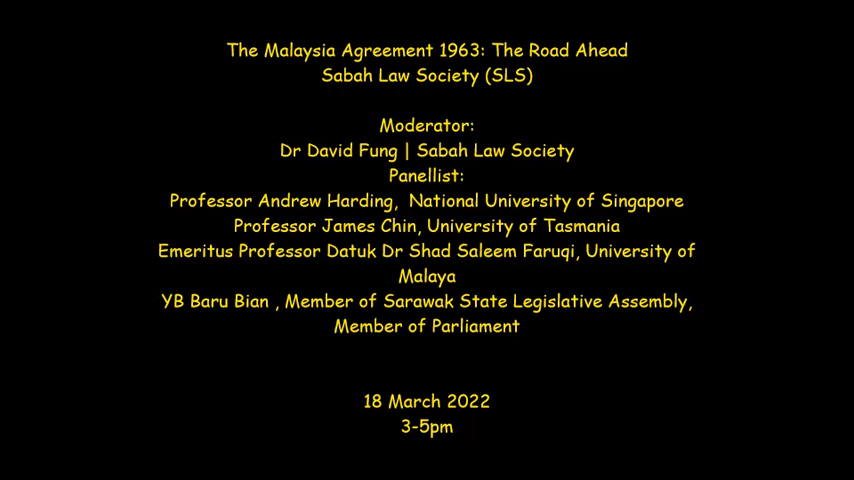 The Malaysia Agreement 1963: The Road Ahead
Sabah Law Society (SLS)
Moderator:
Dr David Fung | Sabah Law Society
Panellist:
Professor Andrew Harding,  National University of Singapore
Professor James Chin, University of Tasmania
Emeritus Professor Datuk Dr Shad Saleem Faruqi, University of
Malaya
YB Baru Bian , Member of Sarawak State Legislative Assembly,
Member of Parliament
18 March 2022
3-5pm